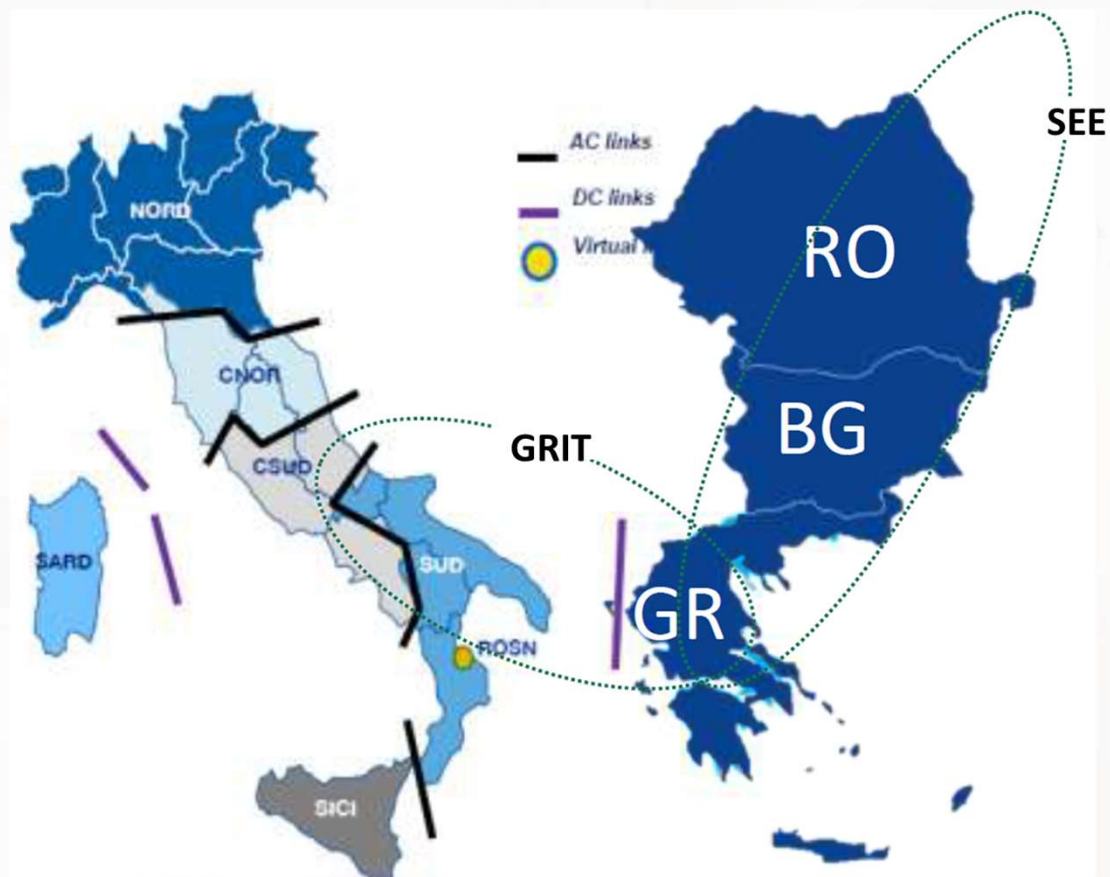 SEE
AC links
DC links
Virtual
NORD
RO
CNOR
BG
GRIT
CSUD
SARD
SUD
GR
ROSN
SICI